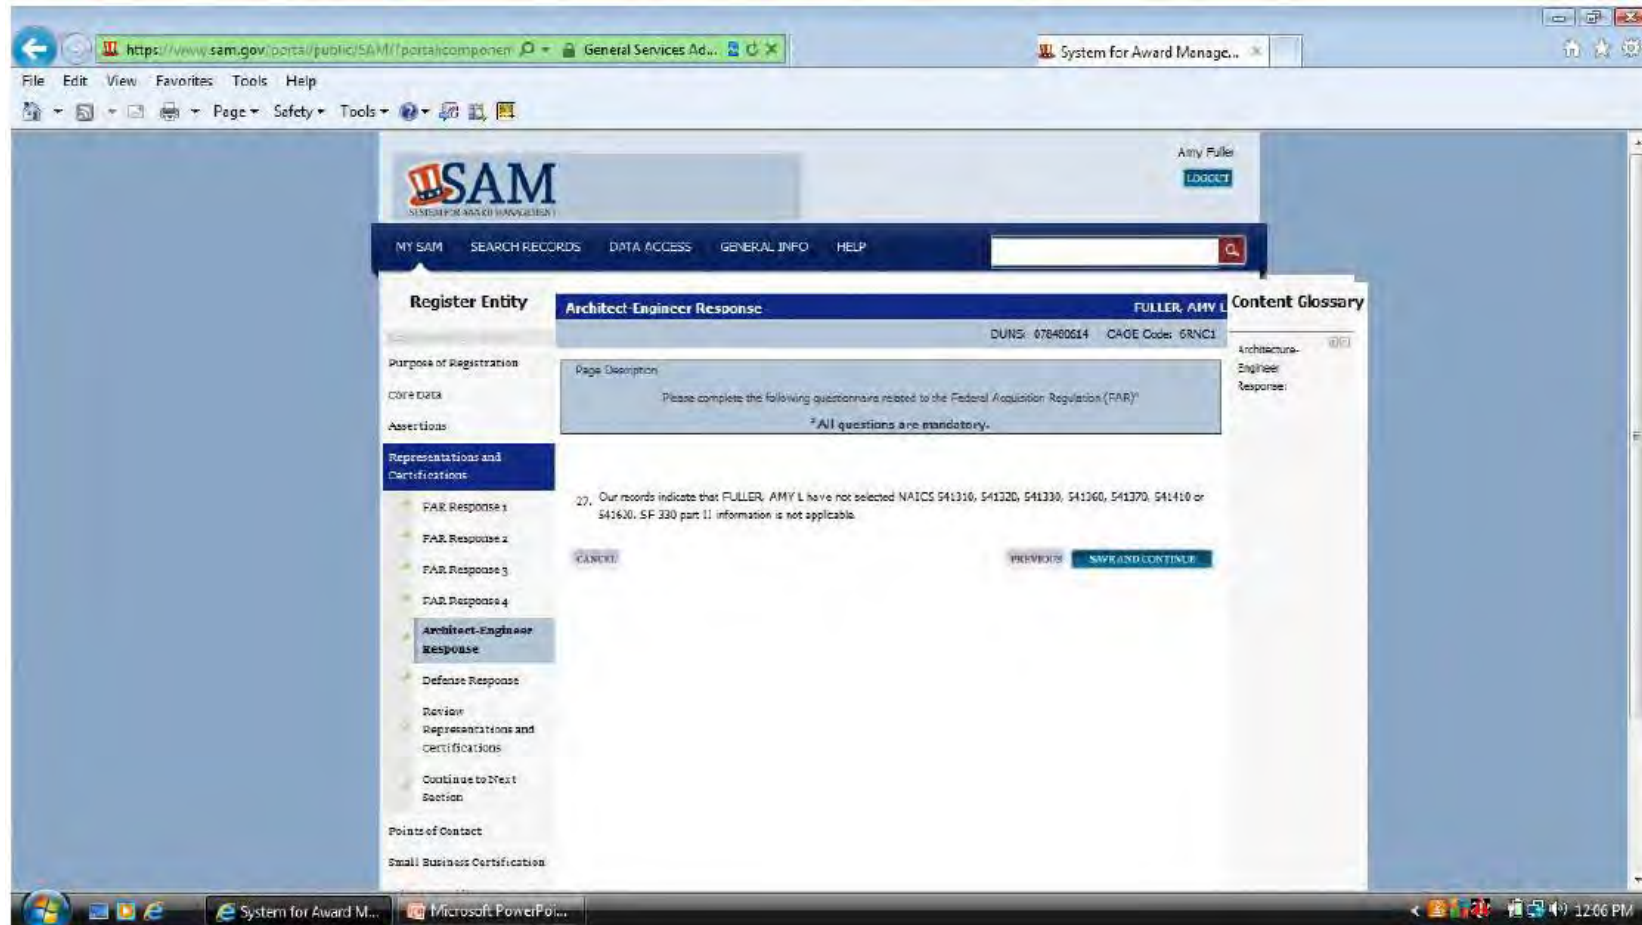 https://www.sam.gov/portal/public/SAM/?portal:componen
General Services Ad...
System for Award Manage...
File Edit View Favorites Tools Help
Page Safety Tools
Amy Fuller
LOGOUT
SAM
SYSTEM FOR AWARD MANAGEMENT
MY SAM SEARCH RECORDS DATA ACCESS GENERAL INFO HELP
Register Entity
Architect-Engineer Response FULLER, AMY L
Content Glossary
DUNS: 078480614 CAGE Code: 6RNC1
Architecture-
Engineer
Response:
Purpose of Registration
Core Data
Assertions
Representations and
Certifications
FAR Response 1
FAR Response 2
FAR Response 3
FAR Response 4
Architect-Engineer
Response
Defense Response
Review
Representations and
Certifications
Continue to Next
Section
Points of Contact
Small Business Certification
Page Description
Please complete the following questionnaire related to the Federal Acquisition Regulation (FAR)*
*All questions are mandatory.
27. Our records indicate that FULLER, AMY L have not selected NAICS 541310, 541320, 541330, 541360, 541370, 541410 or
541620. SF 330 part II information is not applicable.
CANCEL PREVIOUS SAVE AND CONTINUE
System for Award M...
Microsoft PowerPoi...
12:06 PM